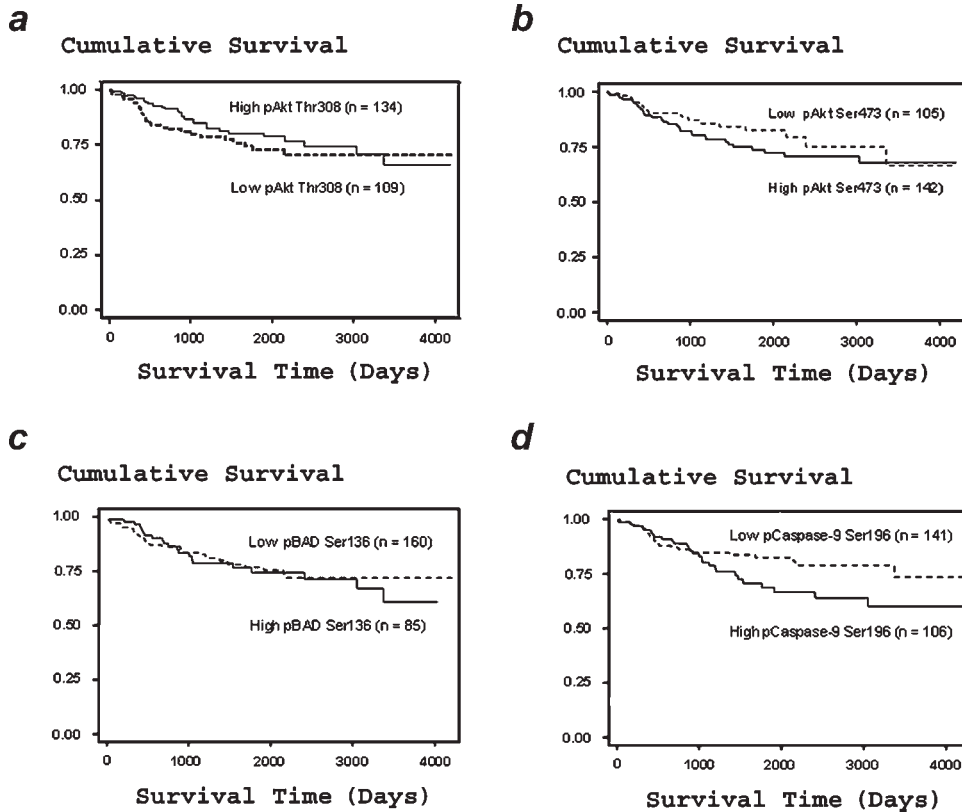 a
Cumulative Survival
1.00
High pAkt Thr308 (n = 134)
0.75
Low pAkt Thr308 (n = 109)
0.50
0.25
0.00
0 1000 2000 3000 4000
Survival Time (Days)
b
Cumulative Survival
1.00
Low pAkt Ser473 (n = 105)
0.75
High pAkt Ser473 (n = 142)
0.50
0.25
0.00
0 1000 2000 3000 4000
Survival Time (Days)
c
Cumulative Survival
1.00
Low pBAD Ser136 (n = 160)
0.75
High pBAD Ser136 (n = 85)
0.50
0.25
0.00
0 1000 2000 3000 4000
Survival Time (Days)
d
Cumulative Survival
1.00
Low pCaspase-9 Ser196 (n = 141)
0.75
High pCaspase-9 Ser196 (n = 106)
0.50
0.25
0.00
0 1000 2000 3000 4000
Survival Time (Days)